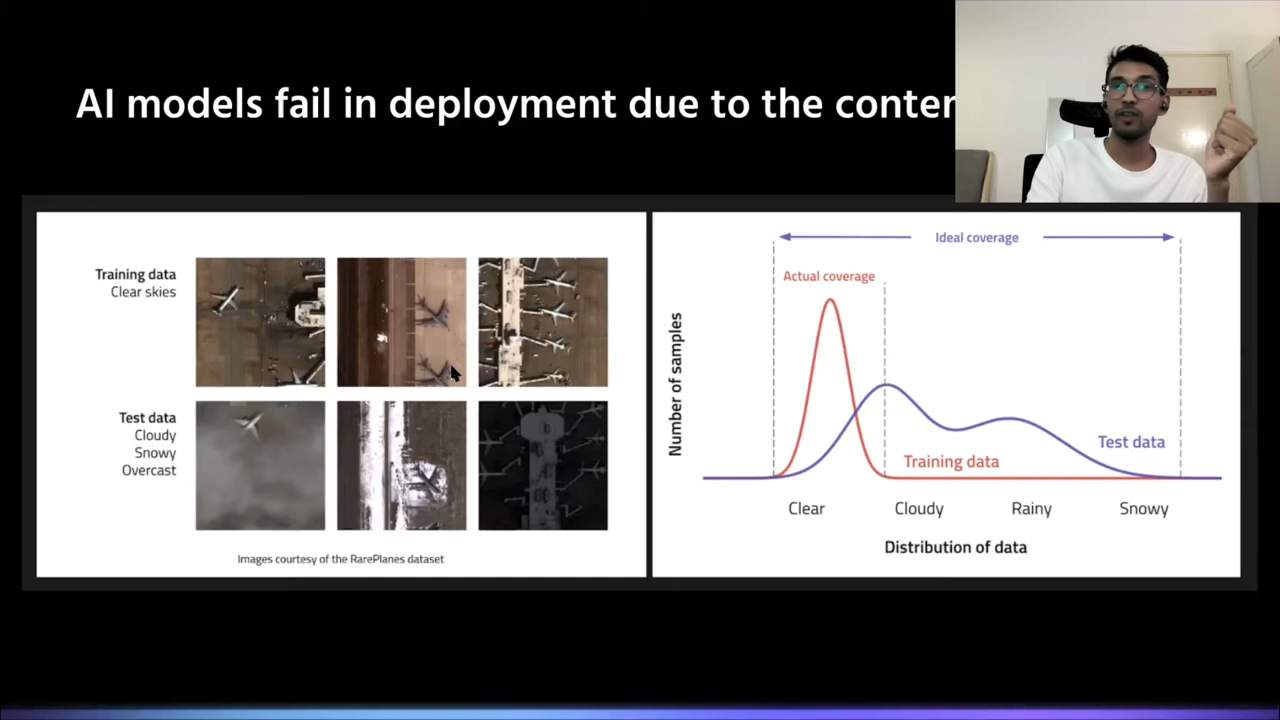 AI models fail in deployment due to the
Training data
Clear skies
Test data
Cloudy
Snowy
Overcast
Images courtesy of the RarePlanes dataset
Ideal coverage
Actual coverage
Number of samples
Test data
Training data
Clear
Cloudy
Rainy
Snowy
Distribution of data